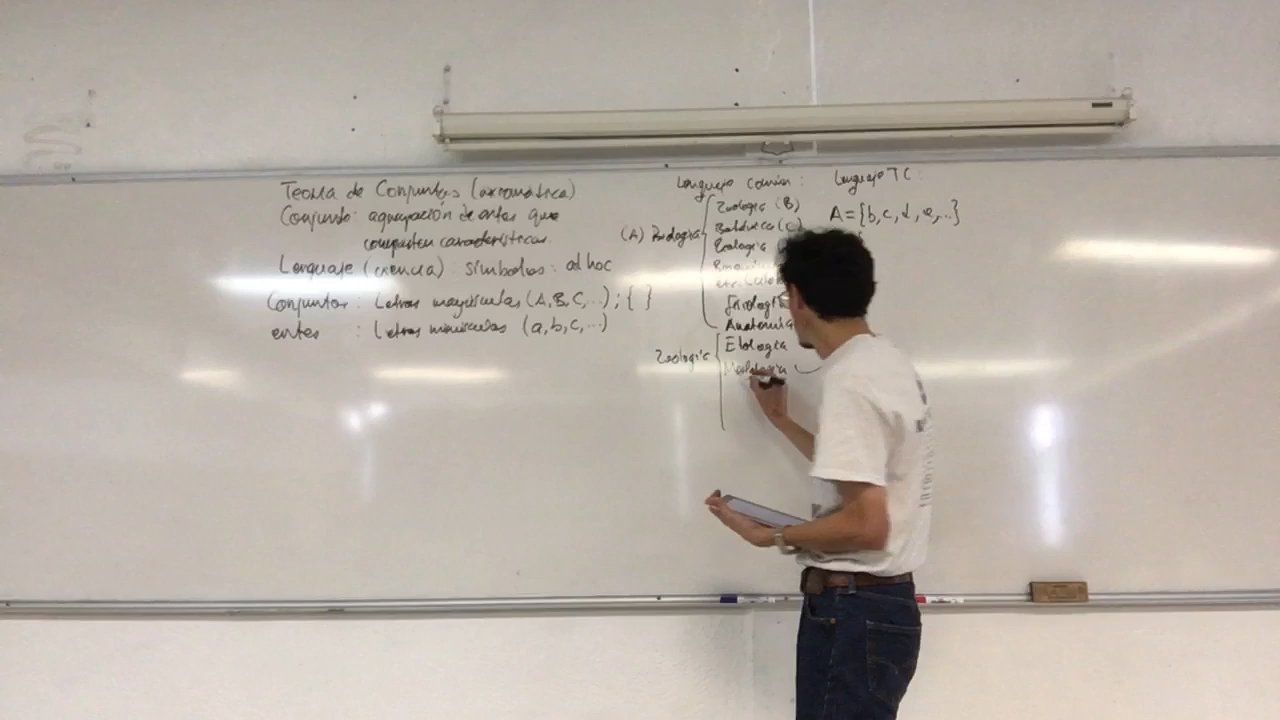 Teoría de Conjuntos (axiomática)
Conjunto: agrupación de entes que
comparten características.
Lenguaje (ciencia) símbolos: ad hoc
Conjuntos: Letras mayúsculas (A, B, C, ...) ; { }
entes : Letras minúsculas (a, b, c, ...)
Lenguaje común:
(A) Biología
Zoología (B)
Botánica (C)
Ecología
Fisiología
Anatomía
Zoología
Etología
Morfología
Lenguaje TC:
A = {b, c, d, e, ...}